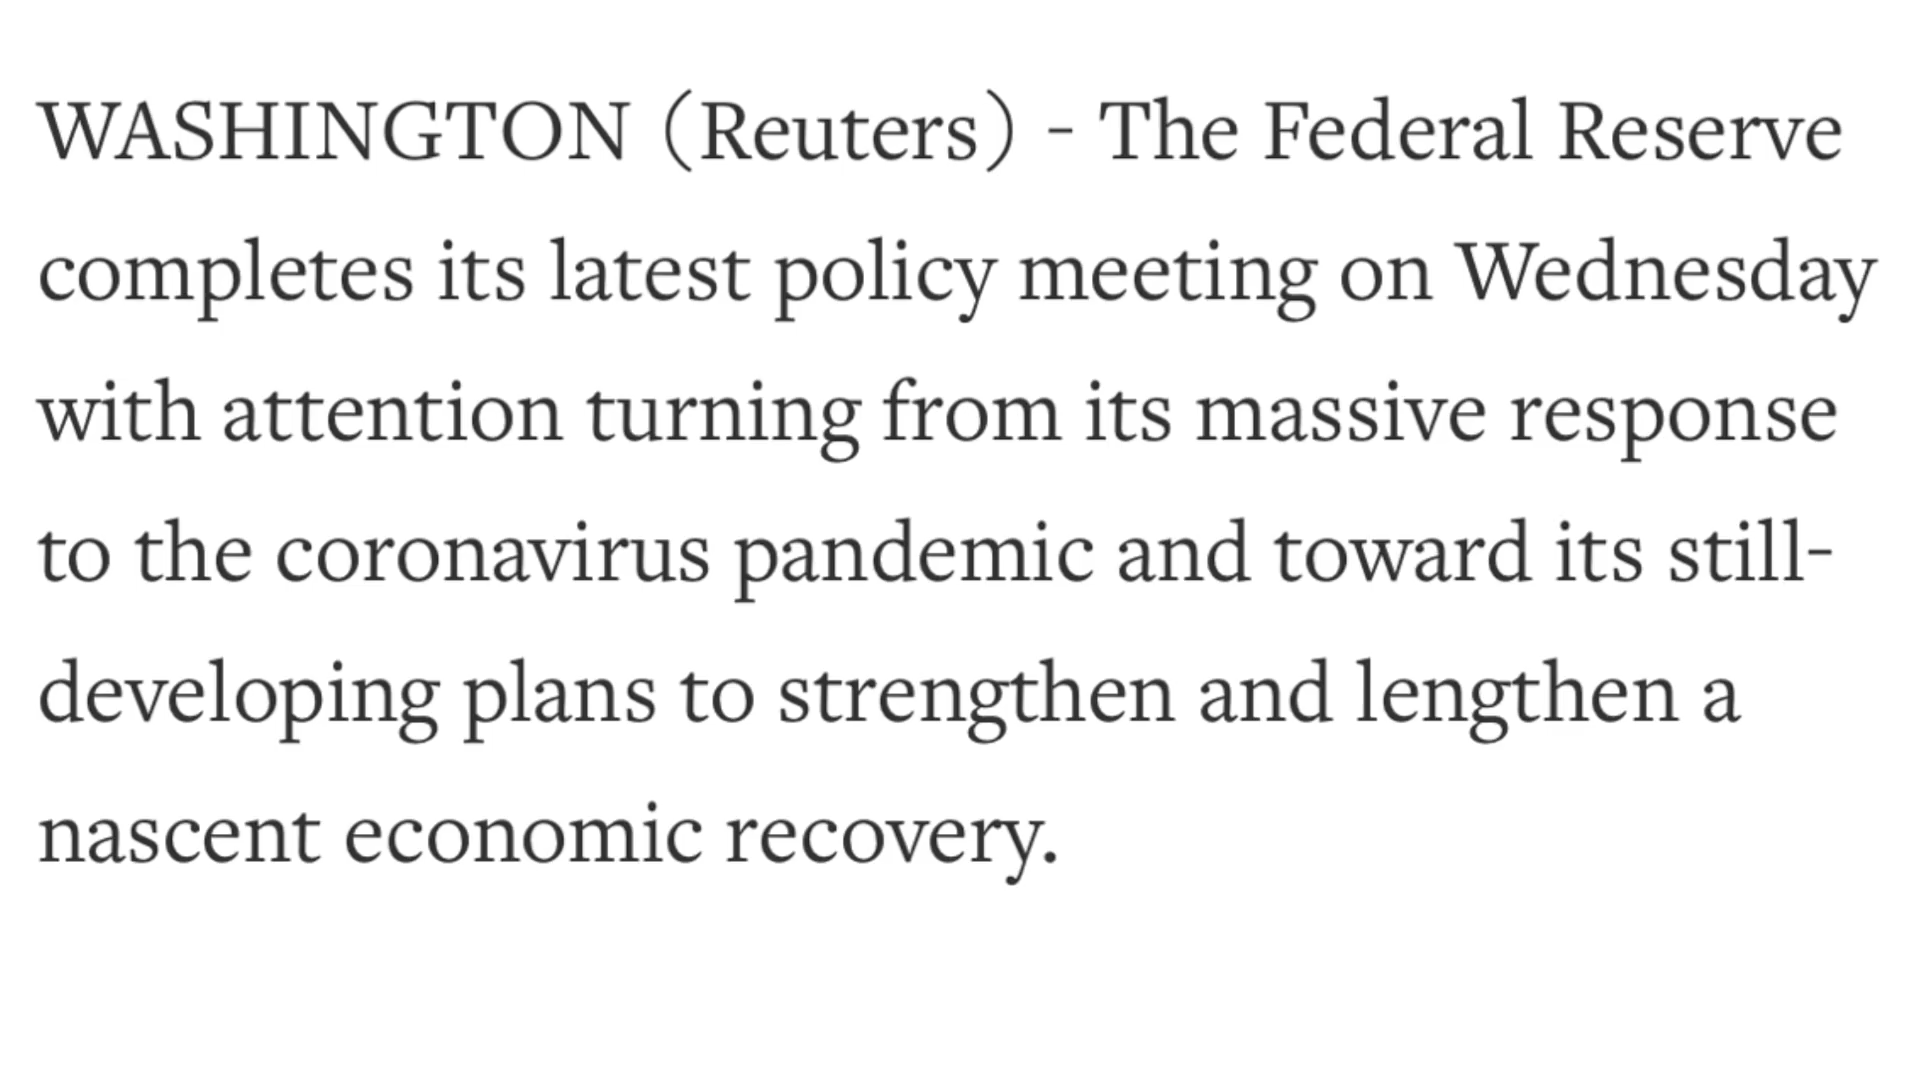 WASHINGTON (Reuters) - The Federal Reserve
completes its latest policy meeting on Wednesday
with attention turning from its massive response
to the coronavirus pandemic and toward its still-
developing plans to strengthen and lengthen a
nascent economic recovery.